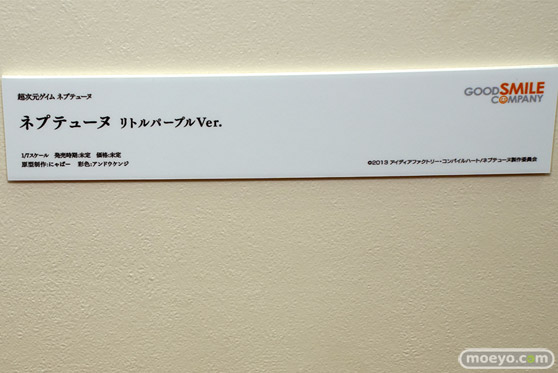 超次元ゲイム ネプテューヌ
GOODSMILE
COMPANY
ネプテューヌ リトルパープルVer.
1/7スケール 発売時期:未定 価格:未定
原型制作:にゃばー 彩色:アンドウケンジ
©2013 アイディアファクトリー・コンパイルハート/ネプテューヌ製作委員会
moeyo.com